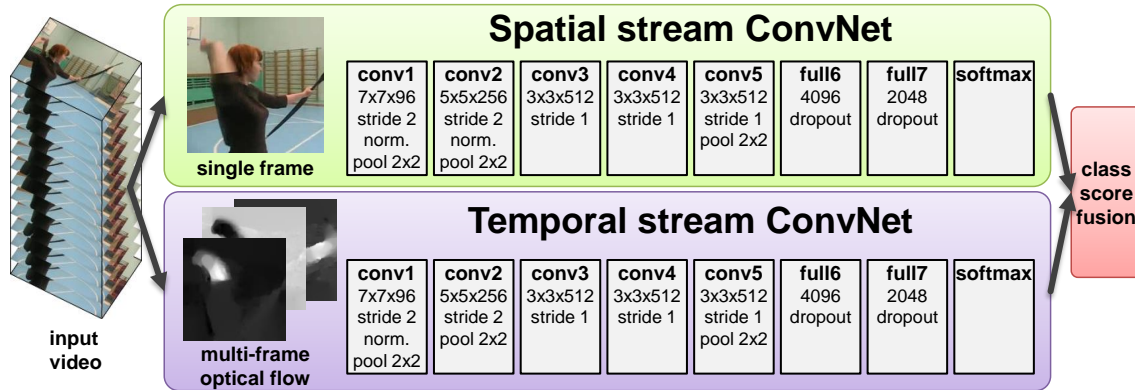 Spatial stream ConvNet
conv1
7x7x96
stride 2
norm.
pool 2x2
conv2
5x5x256
stride 2
norm.
pool 2x2
conv3
3x3x512
stride 1
conv4
3x3x512
stride 1
conv5
3x3x512
stride 1
pool 2x2
full6
4096
dropout
full7
2048
dropout
softmax
single frame
Temporal stream ConvNet
conv1
7x7x96
stride 2
norm.
pool 2x2
conv2
5x5x256
stride 2
pool 2x2
conv3
3x3x512
stride 1
conv4
3x3x512
stride 1
conv5
3x3x512
stride 1
pool 2x2
full6
4096
dropout
full7
2048
dropout
softmax
multi-frame
optical flow
input
video
class
score
fusion